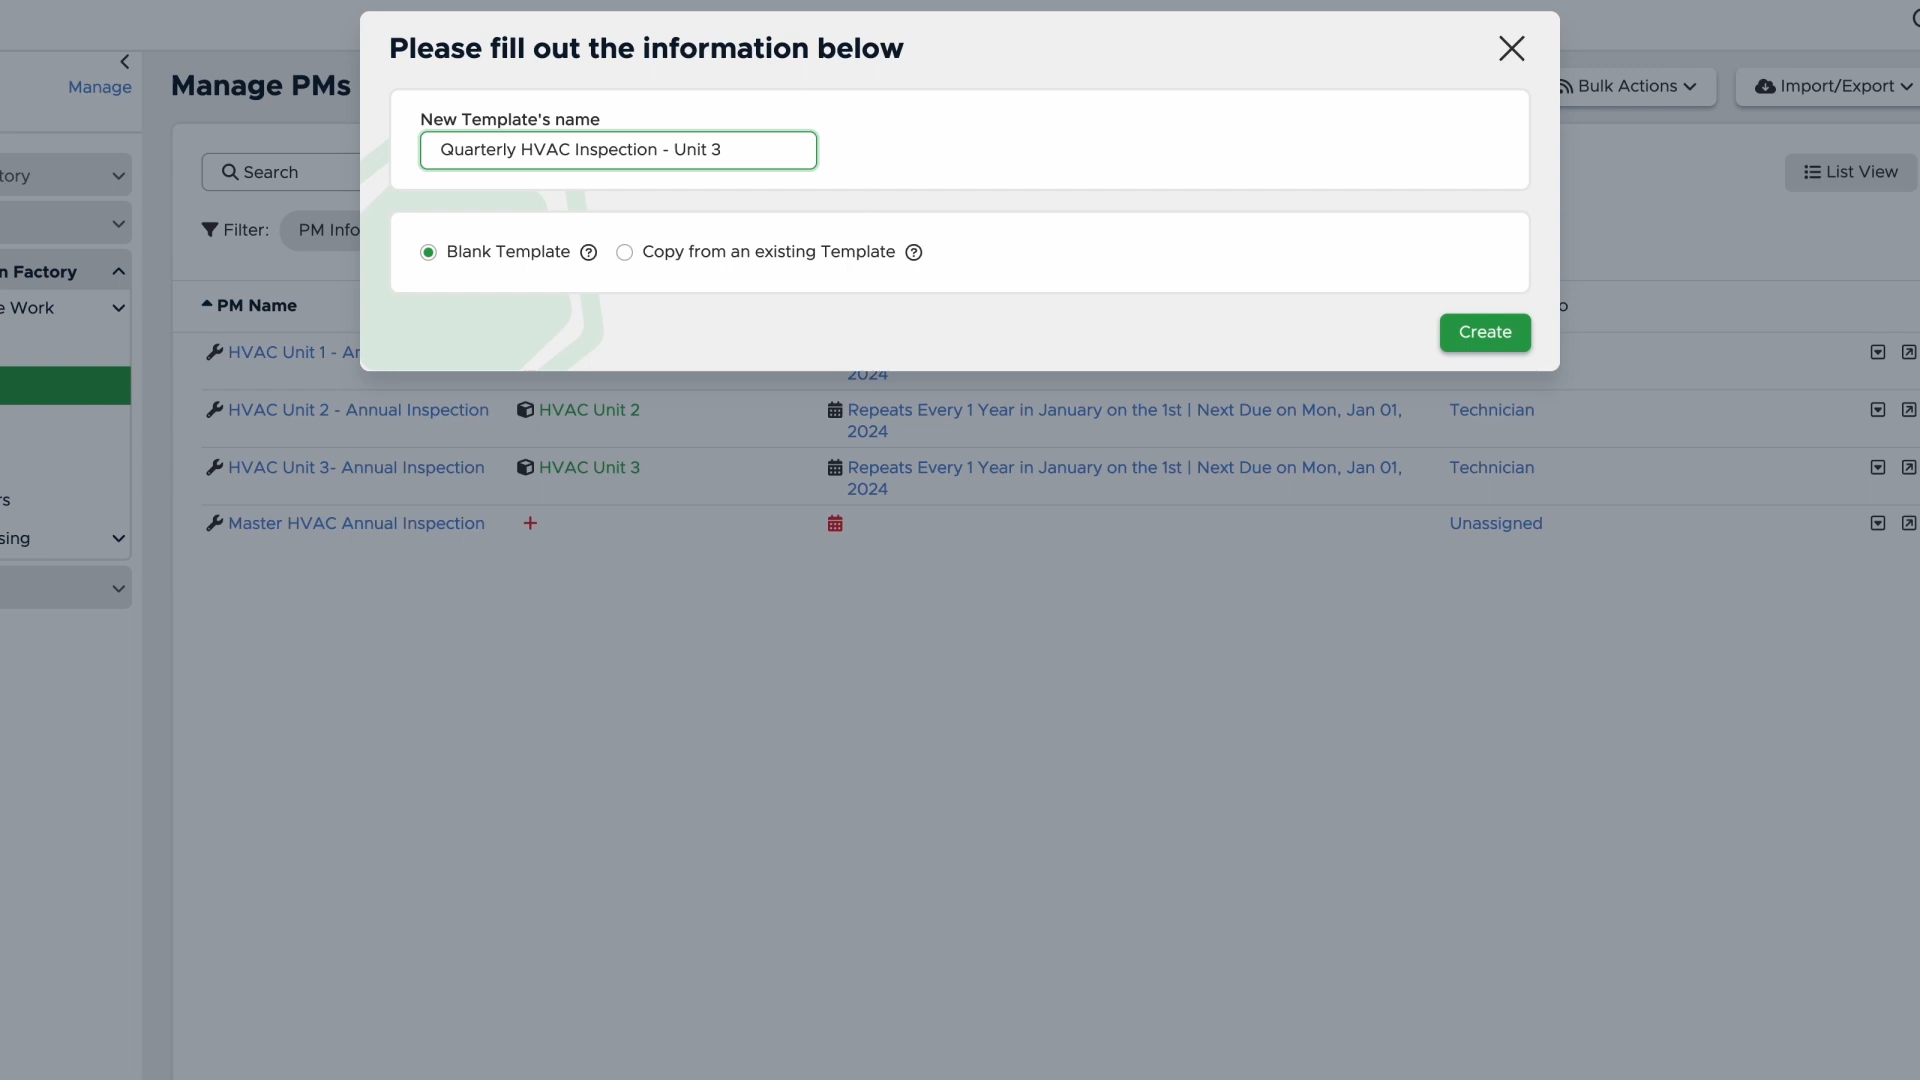 Please fill out the information below
Manage
Manage PMs
Bulk Actions
Import/Export
New Template's name
Quarterly HVAC Inspection - Unit 3
Search
List View
tory
Filter:
PM Info
Blank Template
Copy from an existing Template
n Factory
PM Name
o
e Work
Create
HVAC Unit 1 - An
2024
HVAC Unit 2 - Annual Inspection
HVAC Unit 2
Repeats Every 1 Year in January on the 1st | Next Due on Mon, Jan 01,
2024
Technician
HVAC Unit 3- Annual Inspection
HVAC Unit 3
Repeats Every 1 Year in January on the 1st | Next Due on Mon, Jan 01,
2024
Technician
rs
Master HVAC Annual Inspection
Unassigned
sing